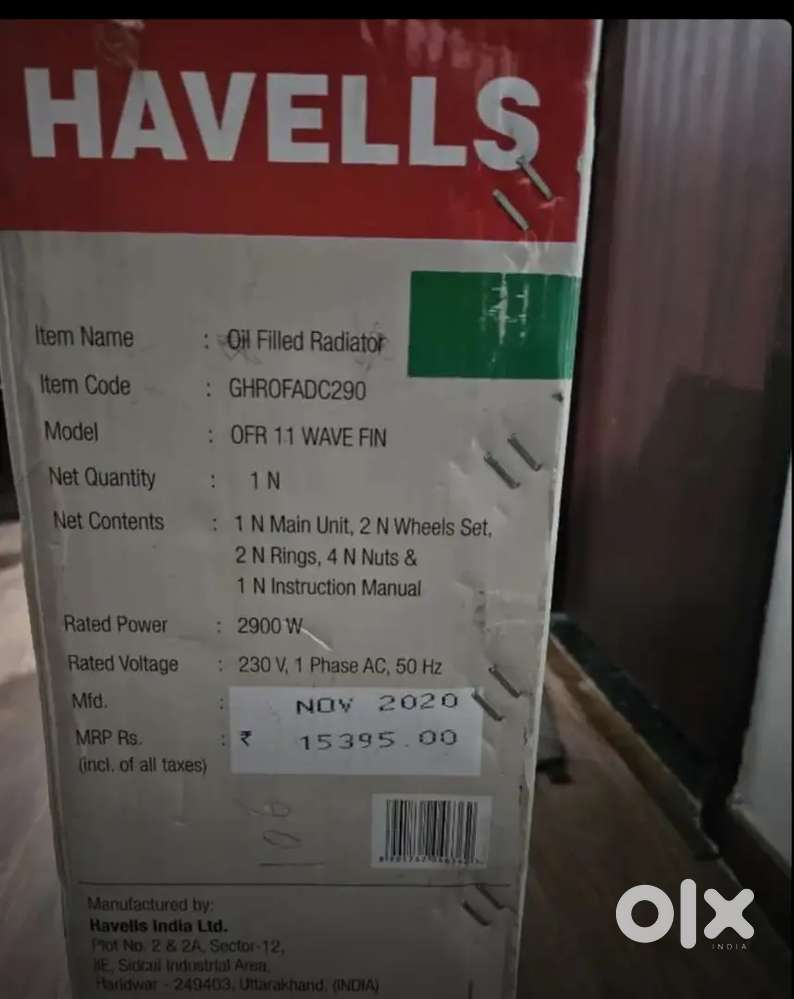 HAVELLS
Item Name : Oil Filled Radiator
Item Code : GHROFADC290
Model : OFR 11 WAVE FIN
Net Quantity : 1 N
Net Contents : 1 N Main Unit, 2 N Wheels Set,
2 N Rings, 4 N Nuts &
1 N Instruction Manual
Rated Power : 2900 W
Rated Voltage : 230 V, 1 Phase AC, 50 Hz
Mfd. : NOV 2020
MRP Rs. : ₹ 15395.00
(incl. of all taxes)
Manufactured by:
Havells India Ltd.
Plot No. 2 & 2A, Sector-12,
IIE, Sidcul Industrial Area,
Haridwar - 249403, Uttarakhand, (INDIA)
olx
INDIA